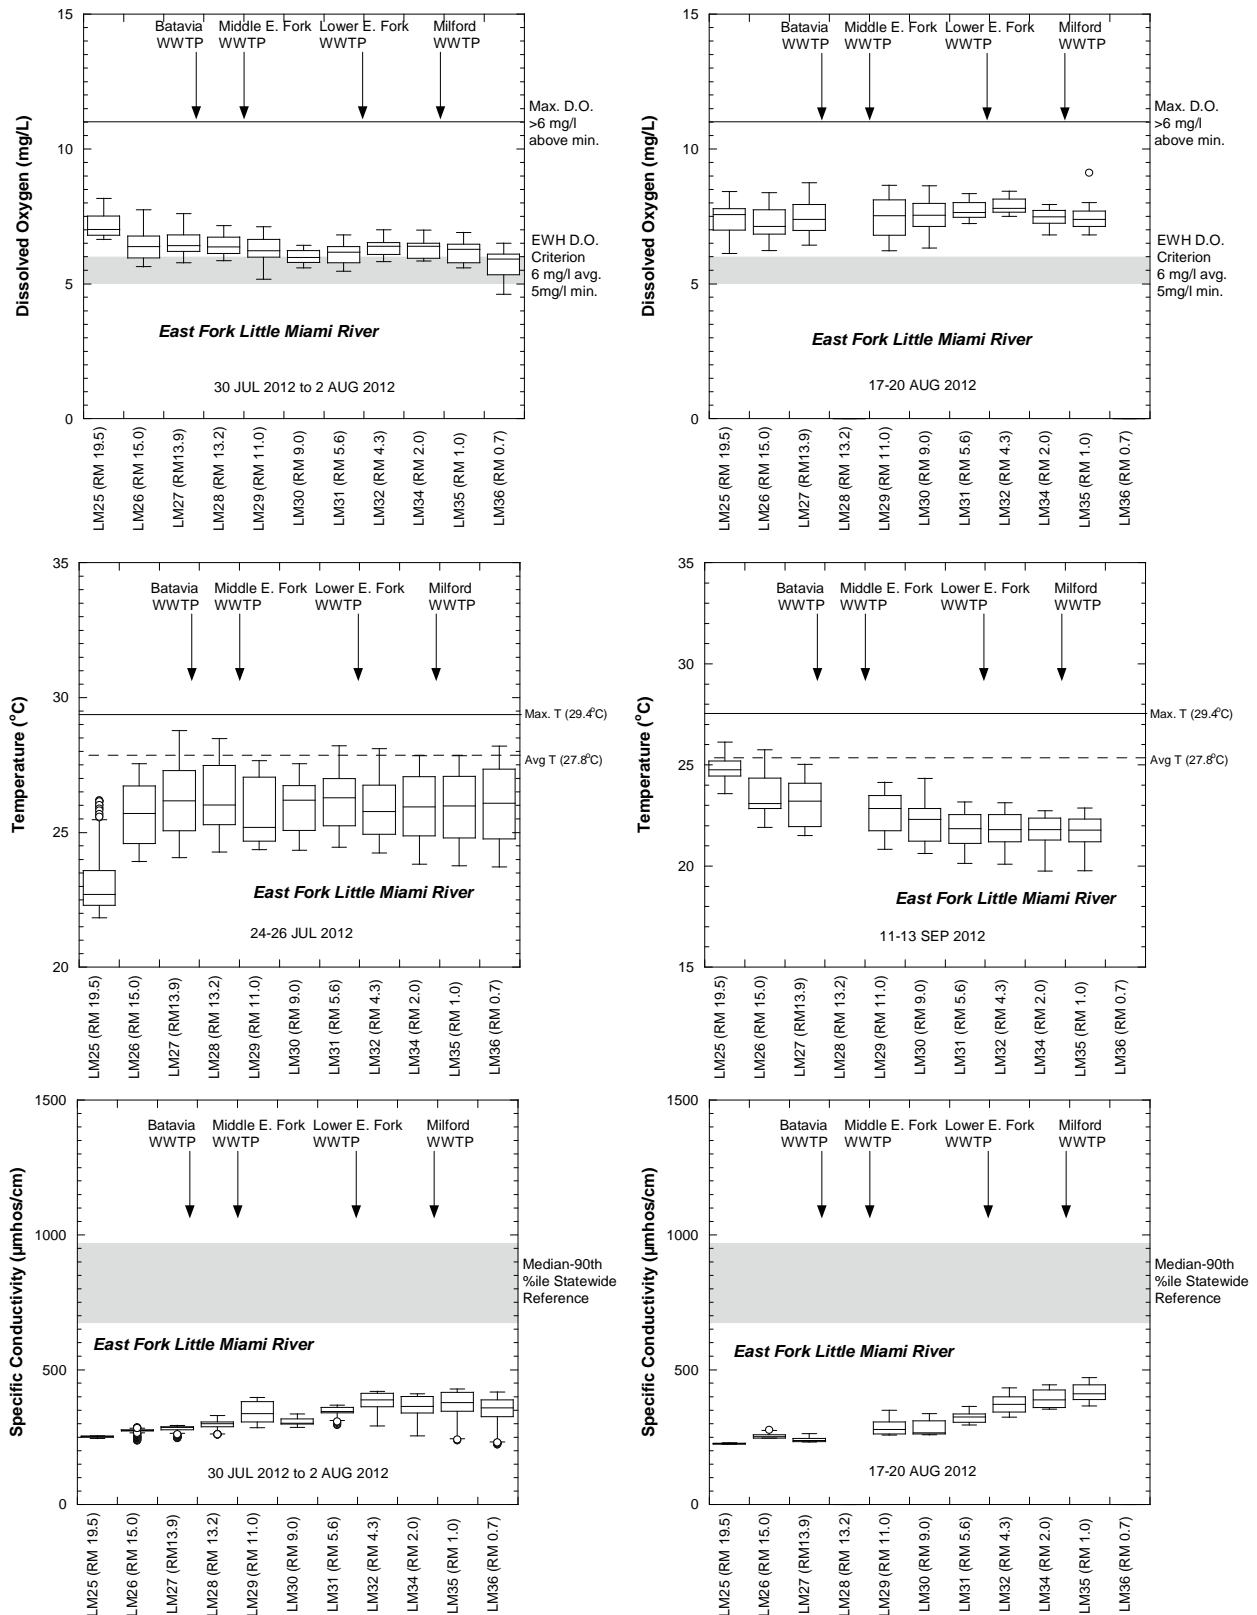 Batavia
WWTP
Middle E. Fork
WWTP
Lower E. Fork
WWTP
Milford
WWTP
15
10
5
0
Dissolved Oxygen (mg/L)
Max. D.O.
>6 mg/l
above min.
EWH D.O.
Criterion
6 mg/l avg.
5mg/l min.
East Fork Little Miami River
30 JUL 2012 to 2 AUG 2012
LM25 (RM 19.5)
LM26 (RM 15.0)
LM27 (RM13.9)
LM28 (RM 13.2)
LM29 (RM 11.0)
LM30 (RM 9.0)
LM31 (RM 5.6)
LM32 (RM 4.3)
LM34 (RM 2.0)
LM35 (RM 1.0)
LM36 (RM 0.7)
Batavia
WWTP
Middle E. Fork
WWTP
Lower E. Fork
WWTP
Milford
WWTP
15
10
5
0
Dissolved Oxygen (mg/L)
Max. D.O.
>6 mg/l
above min.
EWH D.O.
Criterion
6 mg/l avg.
5mg/l min.
East Fork Little Miami River
17-20 AUG 2012
LM25 (RM 19.5)
LM26 (RM 15.0)
LM27 (RM13.9)
LM28 (RM 13.2)
LM29 (RM 11.0)
LM30 (RM 9.0)
LM31 (RM 5.6)
LM32 (RM 4.3)
LM34 (RM 2.0)
LM35 (RM 1.0)
LM36 (RM 0.7)
Batavia
WWTP
Middle E. Fork
WWTP
Lower E. Fork
WWTP
Milford
WWTP
35
30
25
20
Temperature (°C)
Max. T (29.4°C)
Avg T (27.8°C)
East Fork Little Miami River
24-26 JUL 2012
LM25 (RM 19.5)
LM26 (RM 15.0)
LM27 (RM13.9)
LM28 (RM 13.2)
LM29 (RM 11.0)
LM30 (RM 9.0)
LM31 (RM 5.6)
LM32 (RM 4.3)
LM34 (RM 2.0)
LM35 (RM 1.0)
LM36 (RM 0.7)
Batavia
WWTP
Middle E. Fork
WWTP
Lower E. Fork
WWTP
Milford
WWTP
35
30
25
20
15
Temperature (°C)
Max. T (29.4°C)
Avg T (27.8°C)
East Fork Little Miami River
11-13 SEP 2012
LM25 (RM 19.5)
LM26 (RM 15.0)
LM27 (RM13.9)
LM28 (RM 13.2)
LM29 (RM 11.0)
LM30 (RM 9.0)
LM31 (RM 5.6)
LM32 (RM 4.3)
LM34 (RM 2.0)
LM35 (RM 1.0)
LM36 (RM 0.7)
Batavia
WWTP
Middle E. Fork
WWTP
Lower E. Fork
WWTP
Milford
WWTP
1500
1000
500
0
Specific Conductivity (µmhos/cm)
Median-90th
%ile Statewide
Reference
East Fork Little Miami River
30 JUL 2012 to 2 AUG 2012
LM25 (RM 19.5)
LM26 (RM 15.0)
LM27 (RM13.9)
LM28 (RM 13.2)
LM29 (RM 11.0)
LM30 (RM 9.0)
LM31 (RM 5.6)
LM32 (RM 4.3)
LM34 (RM 2.0)
LM35 (RM 1.0)
LM36 (RM 0.7)
Batavia
WWTP
Middle E. Fork
WWTP
Lower E. Fork
WWTP
Milford
WWTP
1500
1000
500
0
Specific Conductivity (µmhos/cm)
Median-90th
%ile Statewide
Reference
East Fork Little Miami River
17-20 AUG 2012
LM25 (RM 19.5)
LM26 (RM 15.0)
LM27 (RM13.9)
LM28 (RM 13.2)
LM29 (RM 11.0)
LM30 (RM 9.0)
LM31 (RM 5.6)
LM32 (RM 4.3)
LM34 (RM 2.0)
LM35 (RM 1.0)
LM36 (RM 0.7)